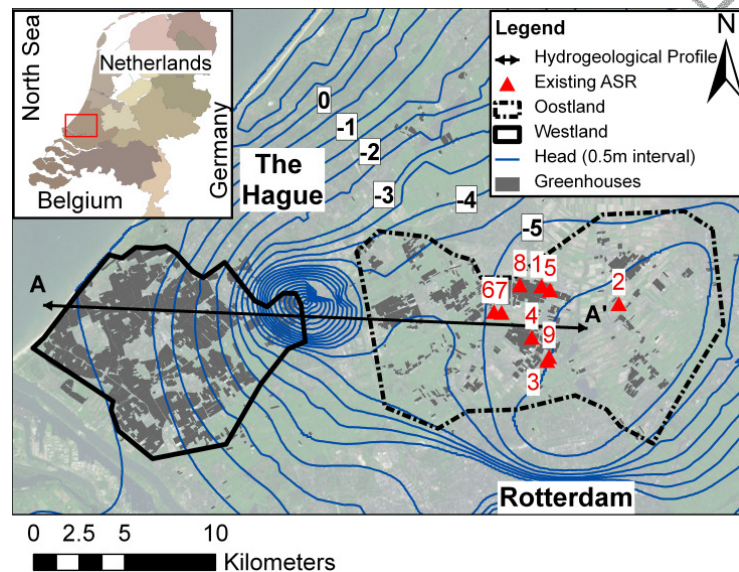 North Sea
Netherlands
Germany
Belgium
Legend
Hydrogeological Profile
Existing ASR
Oostland
Westland
Head (0.5m interval)
Greenhouses
N
0
-1
-2
-3
-4
-5
The
Hague
A
A'
8 1 5
2
6 7
4
9
3
Rotterdam
0 2.5 5 10
Kilometers